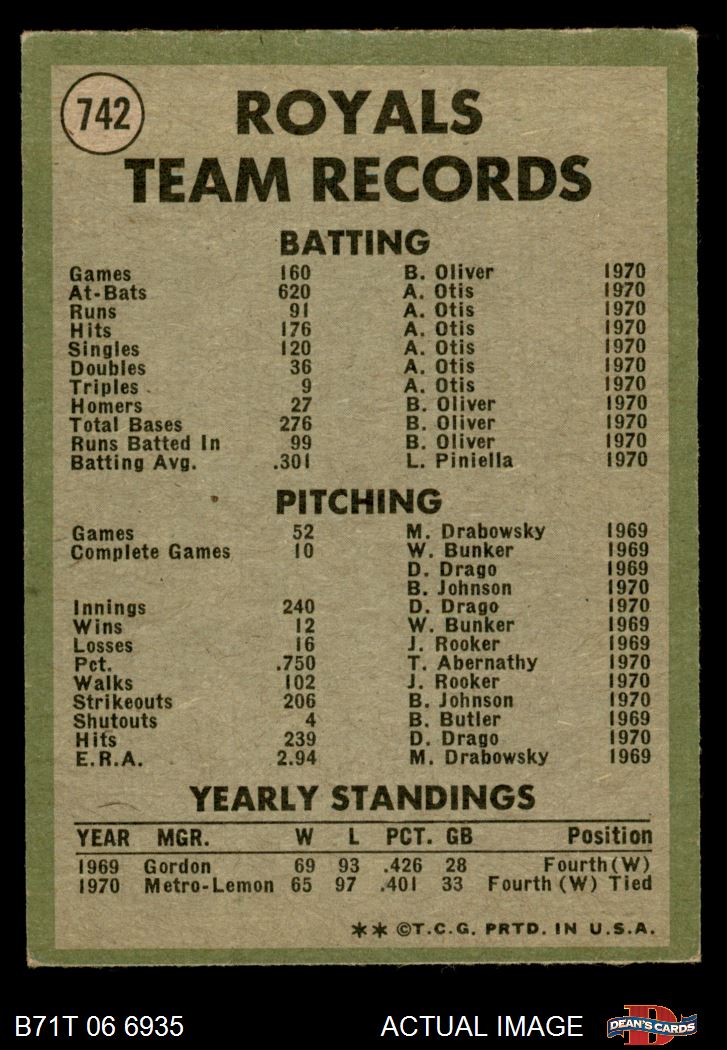 742
ROYALS
TEAM RECORDS
BATTING
Games 160 B. Oliver 1970
At-Bats 620 A. Otis 1970
Runs 91 A. Otis 1970
Hits 176 A. Otis 1970
Singles 120 A. Otis 1970
Doubles 36 A. Otis 1970
Triples 9 A. Otis 1970
Homers 27 B. Oliver 1970
Total Bases 276 B. Oliver 1970
Runs Batted In 99 B. Oliver 1970
Batting Avg. .301 L. Piniella 1970
PITCHING
Games 52 M. Drabowsky 1969
Complete Games 10 W. Bunker 1969
D. Drago 1969
B. Johnson 1970
Innings 240 D. Drago 1970
Wins 12 W. Bunker 1969
Losses 16 J. Rooker 1969
Pct. .750 T. Abernathy 1970
Walks 102 J. Rooker 1970
Strikeouts 206 B. Johnson 1970
Shutouts 4 B. Butler 1969
Hits 239 D. Drago 1970
E.R.A. 2.94 M. Drabowsky 1969
YEARLY STANDINGS
YEAR MGR. W L PCT. GB Position
1969 Gordon 69 93 .426 28 Fourth (W)
1970 Metro-Lemon 65 97 .401 33 Fourth (W) Tied
** ©T.C.G. PRTD. IN U.S.A.
B71T 06 6935 ACTUAL IMAGE D DEAN'S CARDS